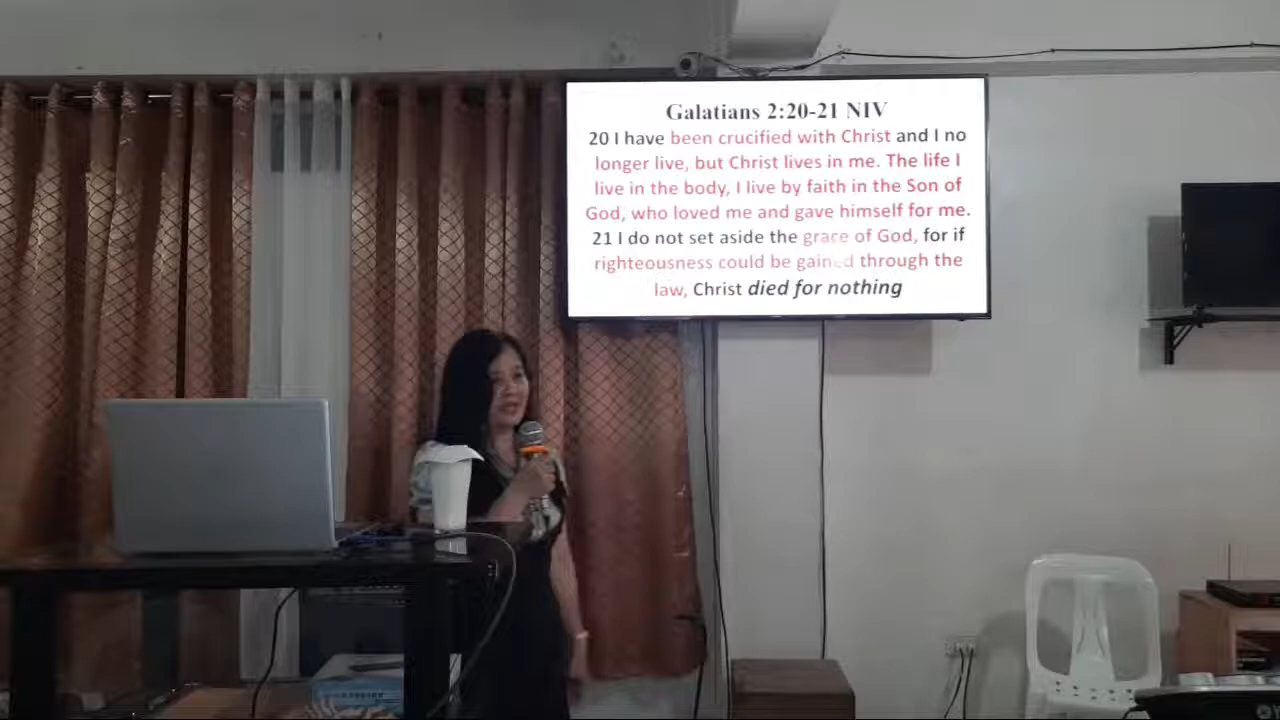 Galatians 2:20-21 NIV
20 I have been crucified with Christ and I no
longer live, but Christ lives in me. The life I
live in the body, I live by faith in the Son of
God, who loved me and gave himself for me.
21 I do not set aside the grace of God, for if
righteousness could be gained through the
law, Christ died for nothing